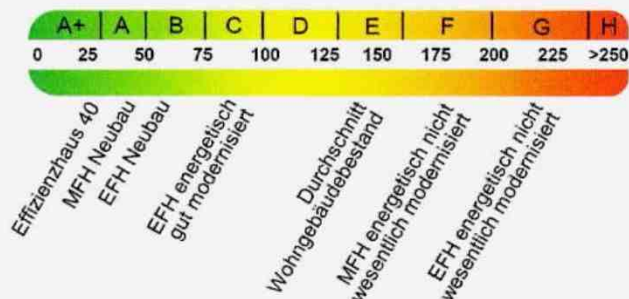 A+ A B C D E F G H
0 25 50 75 100 125 150 175 200 225 >250
Effizienzhaus 40
MFH Neubau
EFH Neubau
EFH energetisch
gut modernisiert
Durchschnitt
Wohngebäudebestand
MFH energetisch nicht
wesentlich modernisiert
EFH energetisch nicht
wesentlich modernisiert